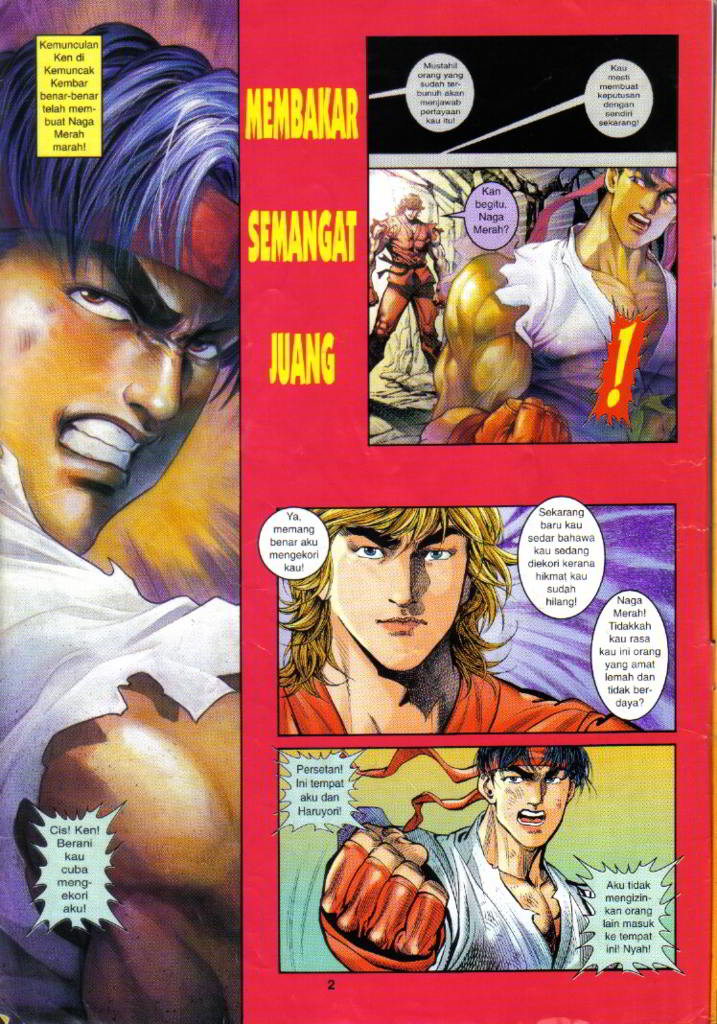 Kemunculan
Ken di
Kemuncak
Kembar
benar-benar
telah mem-
buat Naga
Merah
marah!
Cis! Ken!
Berani
kau
cuba
meng-
ekori
aku!
MEMBAKAR
SEMANGAT
JUANG
Mustahil
orang yang
sudah ter-
bunuh akan
menjawab
pertayaan
kau itu!
Kau
mesti
membuat
keputusan
dengan
sendiri
sekarang!
Kan
begitu,
Naga
Merah?
!
Ya,
memang
benar aku
mengekori
kau!
Sekarang
baru kau
sedar bahawa
kau sedang
diekori kerana
hikmat kau
sudah
hilang!
Naga
Merah!
Tidakkah
kau rasa
kau ini orang
yang amat
lemah dan
tidak ber-
daya?
Persetan!
Ini tempat
aku dan
Haruyori!
Aku tidak
mengizin-
kan orang
lain masuk
ke tempat
ini! Nyah!
2